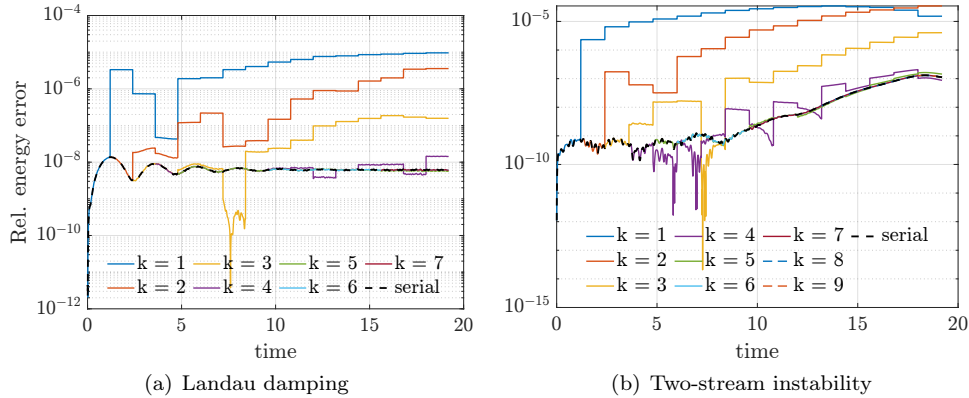 Rel. energy error
10^-4
10^-6
10^-8
10^-10
10^-12
0 5 10 15 20
time
k = 1 k = 3 k = 5 k = 7
k = 2 k = 4 k = 6 serial
(a) Landau damping
10^-5
10^-10
10^-15
0 5 10 15 20
time
k = 1 k = 4 k = 7 serial
k = 2 k = 5 k = 8
k = 3 k = 6 k = 9
(b) Two-stream instability